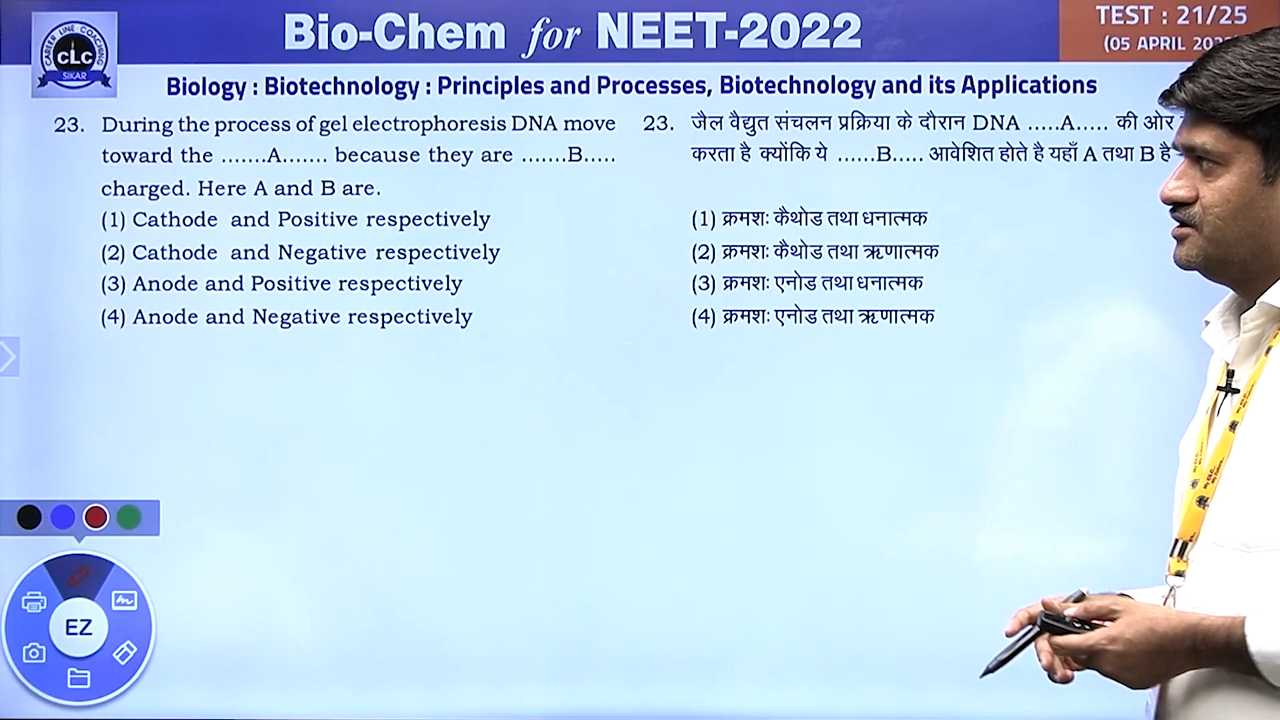 Bio-Chem for NEET-2022
TEST : 21/25
(05 APRIL 202
CAREER LINE COACHING
CLC
SIKAR
Biology : Biotechnology : Principles and Processes, Biotechnology and its Applications
23. During the process of gel electrophoresis DNA move
toward the .......A....... because they are .......B.....
charged. Here A and B are.
(1) Cathode and Positive respectively
(2) Cathode and Negative respectively
(3) Anode and Positive respectively
(4) Anode and Negative respectively
23. जैल वैद्युत संचलन प्रक्रिया के दौरान DNA .....A..... की ओर
करता है क्योंकि ये ......B..... आवेशित होते है यहाँ A तथा B है
(1) क्रमशः कैथोड तथा धनात्मक
(2) क्रमशः कैथोड तथा ऋणात्मक
(3) क्रमशः एनोड तथा धनात्मक
(4) क्रमशः एनोड तथा ऋणात्मक
EZ